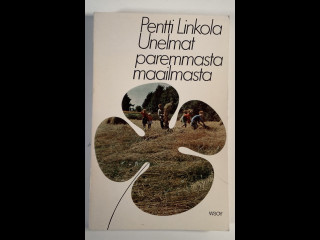 Pentti Linkola
Unelmat
paremmasta
maailmasta
WSOY